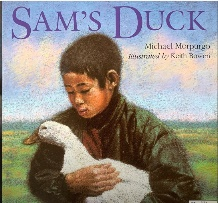 SAM'S DUCK
Michael Morpurgo
Illustrated by Keith Bowen